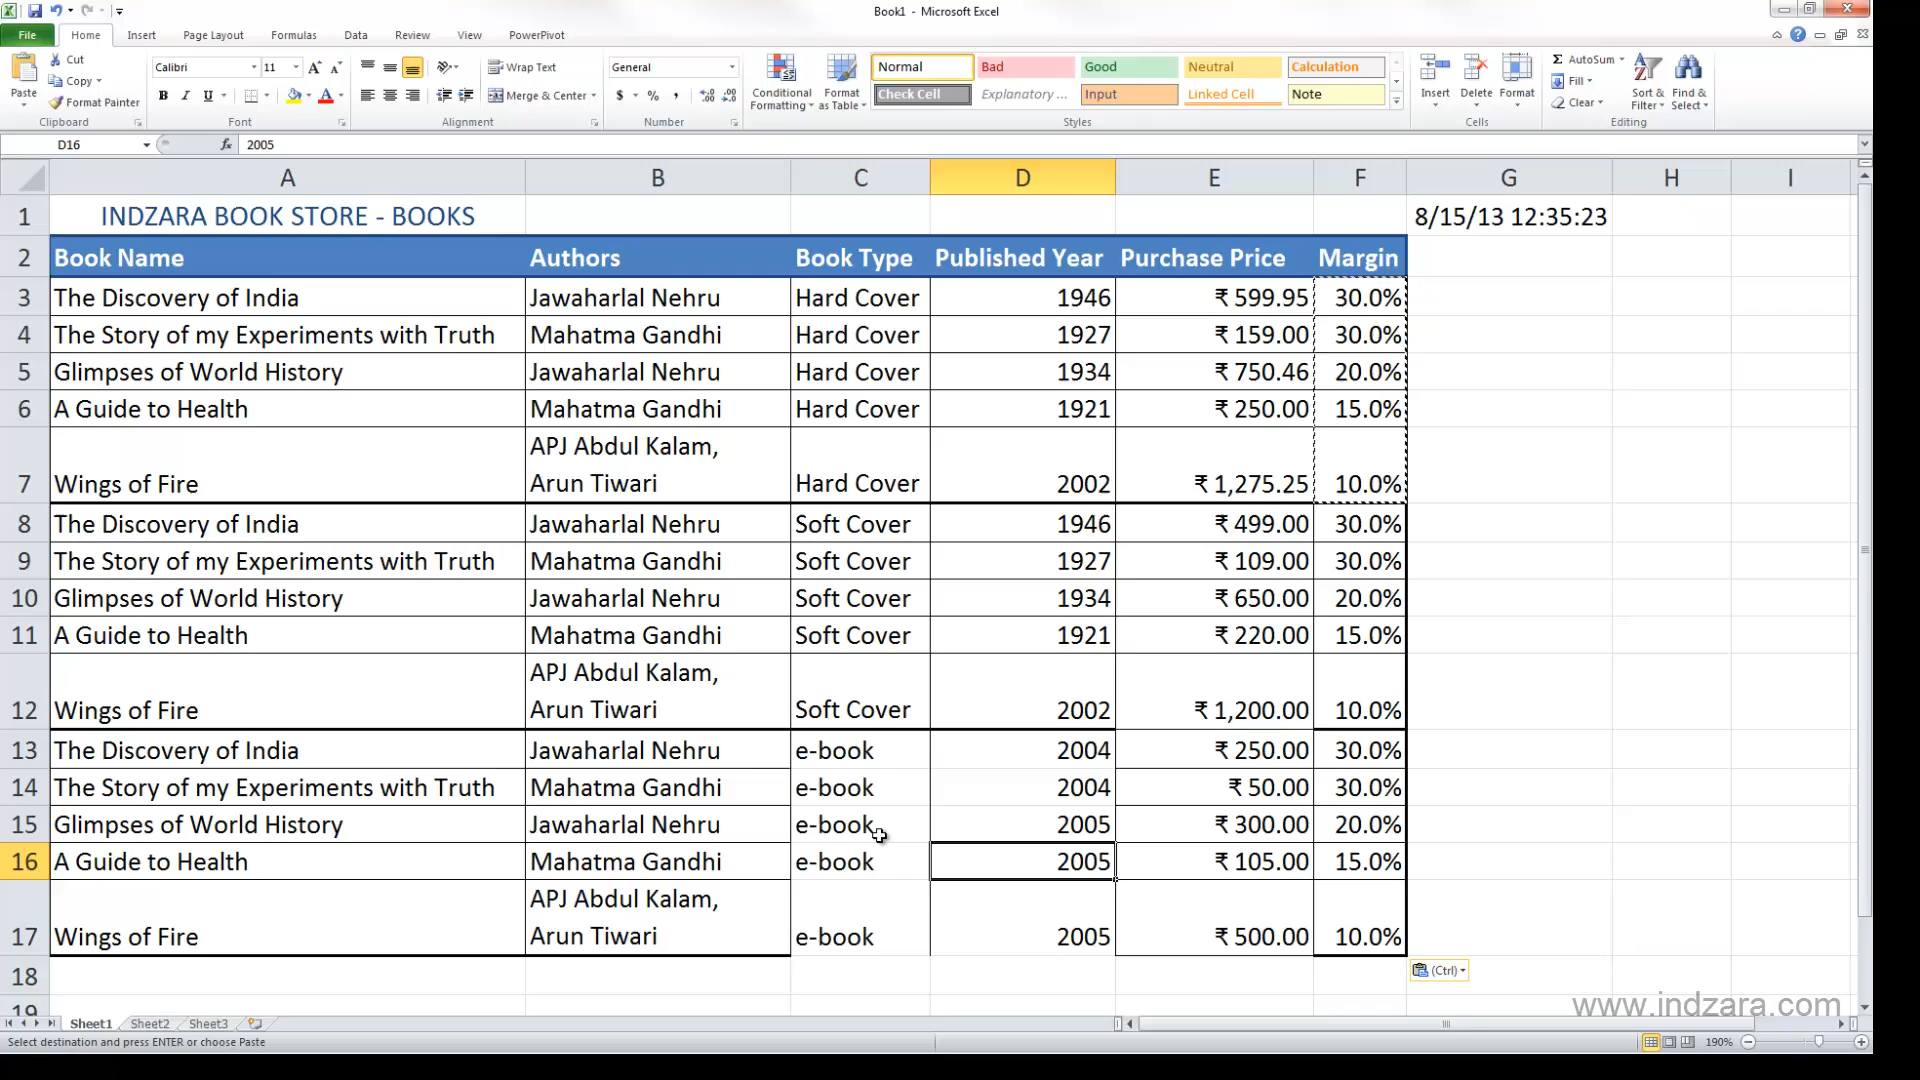 Book1 - Microsoft Excel
File Home Insert Page Layout Formulas Data Review View PowerPivot
Paste
Cut
Copy
Format Painter
Clipboard
Calibri 11
B I U A
Font
Wrap Text
Merge & Center
Alignment
General
$ % ,
Number
Conditional Formatting
Format as Table
Normal Bad Good Neutral Calculation
Check Cell Explanatory ... Input Linked Cell Note
Styles
Insert Delete Format
Cells
Σ AutoSum
Fill
Clear
Sort & Filter
Find & Select
Editing
D16 fx 2005
A B C D E F G H I
1 INDZARA BOOK STORE - BOOKS 8/15/13 12:35:23
2 Book Name Authors Book Type Published Year Purchase Price Margin
3 The Discovery of India Jawaharlal Nehru Hard Cover 1946 ₹ 599.95 30.0%
4 The Story of my Experiments with Truth Mahatma Gandhi Hard Cover 1927 ₹ 159.00 30.0%
5 Glimpses of World History Jawaharlal Nehru Hard Cover 1934 ₹ 750.46 20.0%
6 A Guide to Health Mahatma Gandhi Hard Cover 1921 ₹ 250.00 15.0%
APJ Abdul Kalam,
7 Wings of Fire Arun Tiwari Hard Cover 2002 ₹ 1,275.25 10.0%
8 The Discovery of India Jawaharlal Nehru Soft Cover 1946 ₹ 499.00 30.0%
9 The Story of my Experiments with Truth Mahatma Gandhi Soft Cover 1927 ₹ 109.00 30.0%
10 Glimpses of World History Jawaharlal Nehru Soft Cover 1934 ₹ 650.00 20.0%
11 A Guide to Health Mahatma Gandhi Soft Cover 1921 ₹ 220.00 15.0%
APJ Abdul Kalam,
12 Wings of Fire Arun Tiwari Soft Cover 2002 ₹ 1,200.00 10.0%
13 The Discovery of India Jawaharlal Nehru e-book 2004 ₹ 250.00 30.0%
14 The Story of my Experiments with Truth Mahatma Gandhi e-book 2004 ₹ 50.00 30.0%
15 Glimpses of World History Jawaharlal Nehru e-book 2005 ₹ 300.00 20.0%
16 A Guide to Health Mahatma Gandhi e-book 2005 ₹ 105.00 15.0%
APJ Abdul Kalam,
17 Wings of Fire Arun Tiwari e-book 2005 ₹ 500.00 10.0%
18 (Ctrl)
19 www.indzara.com
Sheet1 Sheet2 Sheet3
Select destination and press ENTER or choose Paste 190%